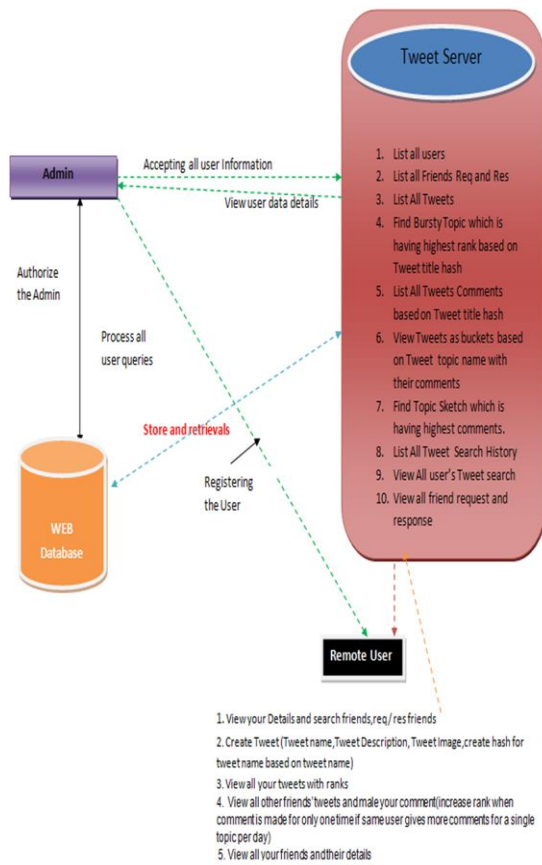 Tweet Server
1. List all users
2. List all Friends Req and Res
3. List All Tweets
4. Find Bursty Topic which is
having highest rank based on
Tweet title hash
5. List All Tweets Comments
based on Tweet title hash
6. View Tweets as buckets based
on Tweet topic name with
their comments
7. Find Topic Sketch which is
having highest comments.
8. List All Tweet Search History
9. View All user's Tweet search
10. View all friend request and
response
Admin
Accepting all user Information
View user data details
Authorize
the Admin
Process all
user queries
Store and retrievals
Registering
the User
WEB
Database
Remote User
1. View your Details and search friends,req / res friends
2. Create Tweet (Tweet name,Tweet Description, Tweet Image,create hash for
tweet name based on tweet name)
3. View all your tweets with ranks
4. View all other friends'tweets and male your comment(increase rank when
comment is made for only one time if same user gives more comments for a single
topic per day)
5. View all your friends and their details